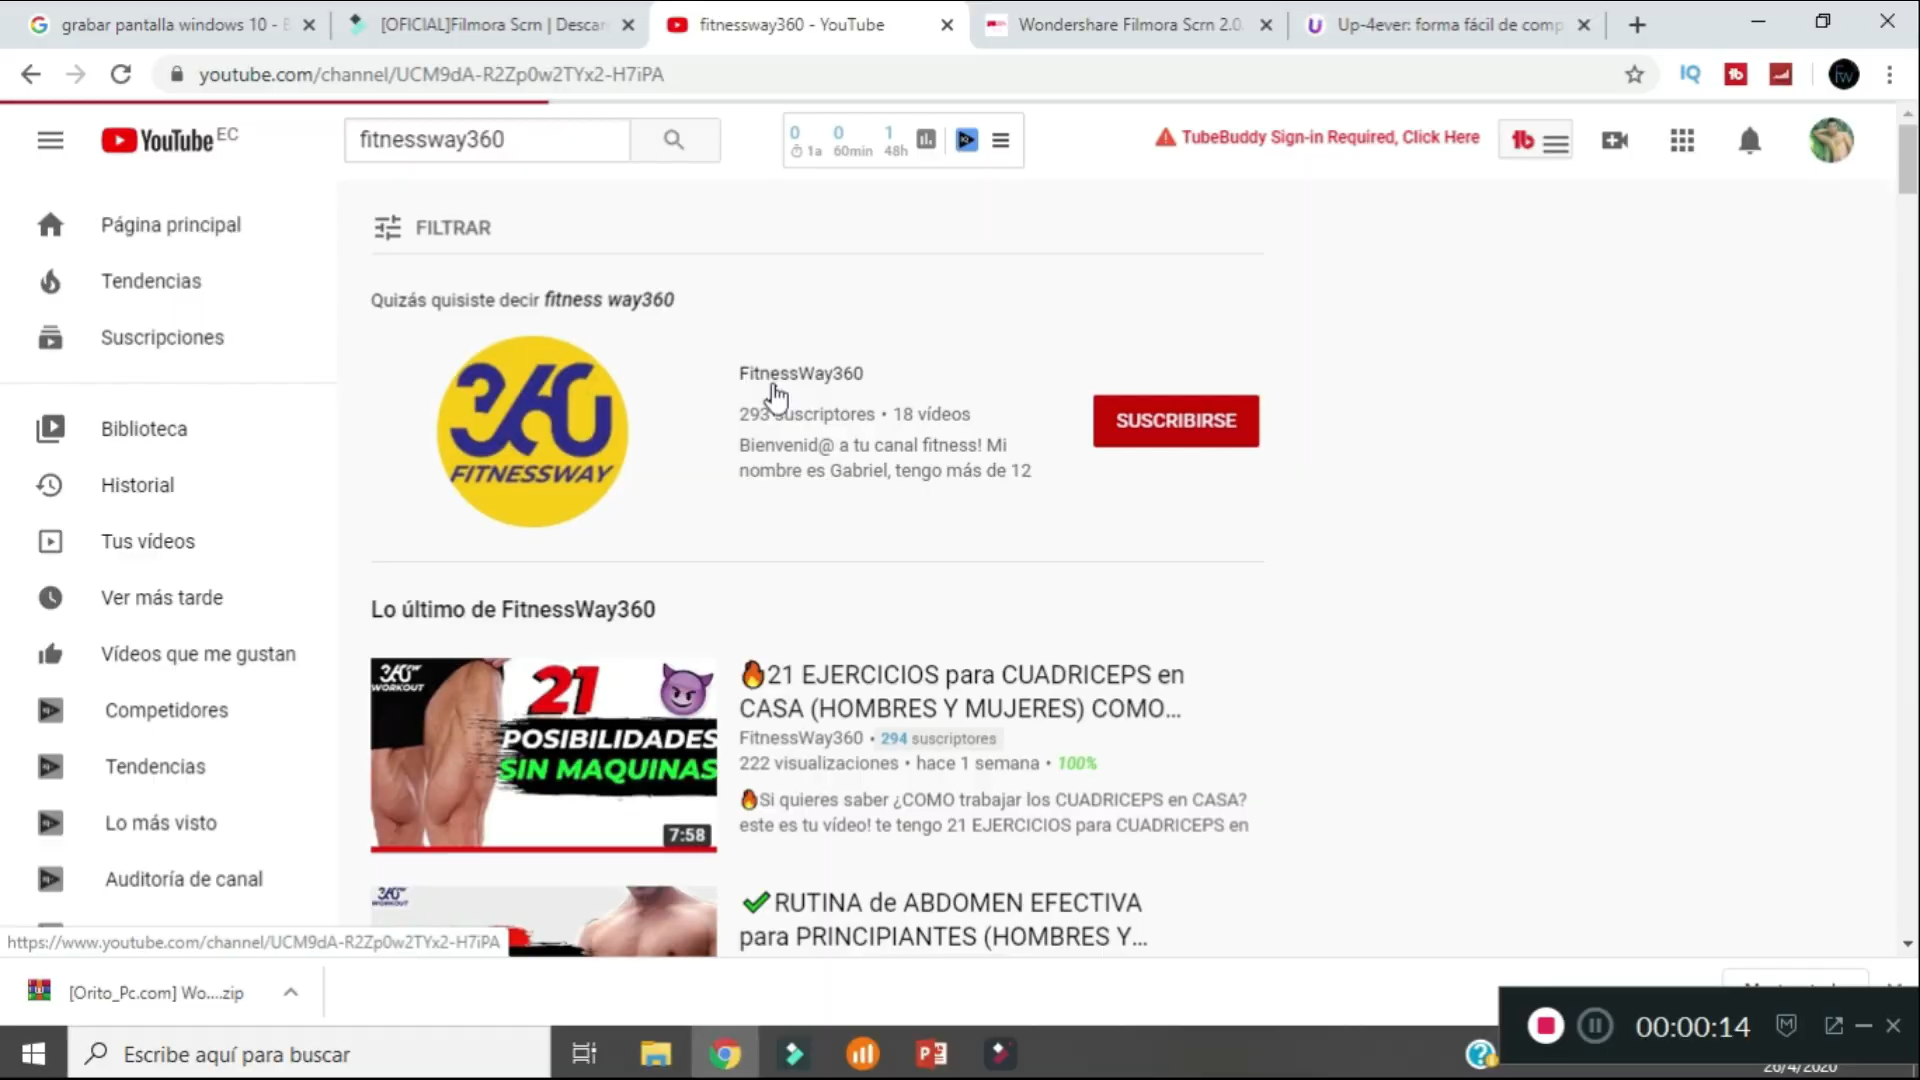 grabar pantalla windows 10 -
[OFICIAL]Filmora Scrn | Descar
fitnessway360 - YouTube
Wondershare Filmora Scrn 2.0.
Up-4ever: forma fácil de comp
youtube.com/channel/UCM9dA-R2Zp0w2TYx2-H7iPA
IQ
tb
fw
YouTube EC
fitnessway360
0 0 1
1a 60min 48h
TubeBuddy Sign-in Required, Click Here
tb
Página principal
Tendencias
Suscripciones
Biblioteca
Historial
Tus vídeos
Ver más tarde
Vídeos que me gustan
Competidores
Tendencias
Lo más visto
Auditoría de canal
FILTRAR
Quizás quisiste decir fitness way360
360
FITNESSWAY
FitnessWay360
293 suscriptores • 18 vídeos
Bienvenid@ a tu canal fitness! Mi
nombre es Gabriel, tengo más de 12
SUSCRIBIRSE
Lo último de FitnessWay360
360
WORKOUT
21
POSIBILIDADES
SIN MAQUINAS
7:58
21 EJERCICIOS para CUADRICEPS en
CASA (HOMBRES Y MUJERES) COMO...
FitnessWay360 • 294 suscriptores
222 visualizaciones • hace 1 semana • 100%
Si quieres saber ¿COMO trabajar los CUADRICEPS en CASA?
este es tu vídeo! te tengo 21 EJERCICIOS para CUADRICEPS en
360
WORKOUT
RUTINA de ABDOMEN EFECTIVA
para PRINCIPIANTES (HOMBRES Y...
https://www.youtube.com/channel/UCM9dA-R2Zp0w2TYx2-H7iPA
[Orito_Pc.com] Wo....zip
Escribe aquí para buscar
00:00:14
26/4/2020